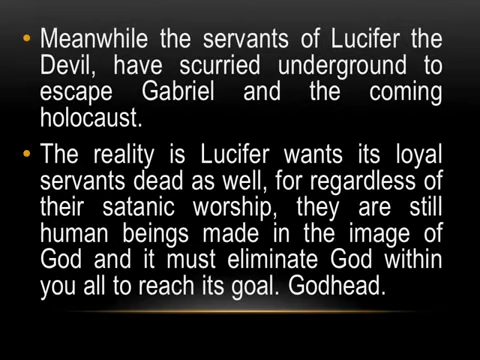 • Meanwhile the servants of Lucifer the
Devil, have scurried underground to
escape Gabriel and the coming
holocaust.
• The reality is Lucifer wants its loyal
servants dead as well, for regardless of
their satanic worship, they are still
human beings made in the image of
God and it must eliminate God within
you all to reach its goal. Godhead.